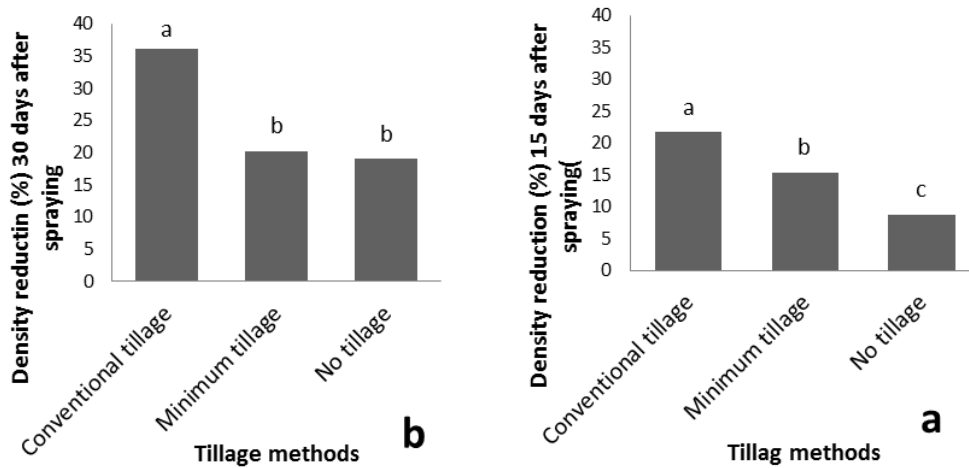 Density reductin (%) 30 days after
spraying
40
35
30
25
20
15
10
5
0
a
b
b
Conventional tillage
Minimum tillage
No tillage
Tillage methods
b
Density reduction (%) 15 days after
spraying(
40
35
30
25
20
15
10
5
0
a
b
c
Conventional tillage
Minimum tillage
No tillage
Tillag methods
a